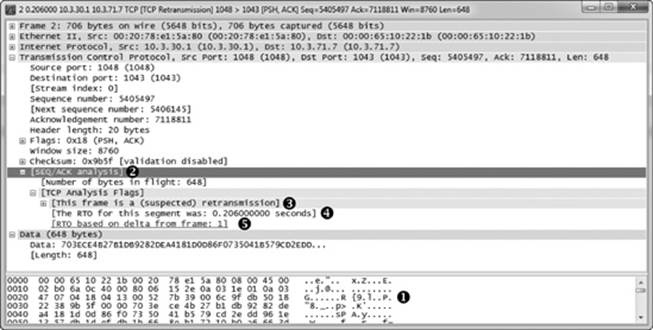 2 0.206000 10.3.30.1 10.3.71.7 TCP [TCP Retransmission] 1048 > 1043 [PSH, ACK] Seq=5405497 Ack=7118811 Win=8760 Len=648
Frame 2: 706 bytes on wire (5648 bits), 706 bytes captured (5648 bits)
Ethernet II, Src: 00:20:78:e1:5a:80 (00:20:78:e1:5a:80), Dst: 00:00:65:10:22:1b (00:00:65:10:22:1b)
Internet Protocol, Src: 10.3.30.1 (10.3.30.1), Dst: 10.3.71.7 (10.3.71.7)
Transmission Control Protocol, Src Port: 1048 (1048), Dst Port: 1043 (1043), Seq: 5405497, Ack: 7118811, Len: 648
Source port: 1048 (1048)
Destination port: 1043 (1043)
[Stream index: 0]
Sequence number: 5405497
[Next sequence number: 5406145]
Acknowledgement number: 7118811
Header length: 20 bytes
Flags: 0x18 (PSH, ACK)
Window size: 8760
Checksum: 0x9b5f [validation disabled]
[SEQ/ACK analysis] 2
[Number of bytes in flight: 648]
[TCP Analysis Flags]
[This frame is a (suspected) retransmission] 3
[The RTO for this segment was: 0.206000000 seconds] 4
[RTO based on delta from frame: 1] 5
Data (648 bytes)
Data: 703ECE4B27B1DB9282DEA4181D0D86F0735041B579CD2EDD...
[Length: 648]
0000 00 00 65 10 22 1b 00 20 78 e1 5a 80 08 00 45 00 ..e.".. x.Z...E.
0010 02 b0 6a 0c 40 00 80 06 15 2e 0a 03 1e 01 0a 03 ..j.@... ........
0020 47 07 04 18 04 13 00 52 7b 39 00 6c 9f db 50 18 G......R {9.l..P. 1
0030 22 38 9b 5f 00 00 70 3e ce 4b 27 b1 db 92 82 de "8._..p> .K'.....
0040 a4 18 1d 0d 86 f0 73 50 41 b5 79 cd 2e dd 96 1e ......SP A.y.....